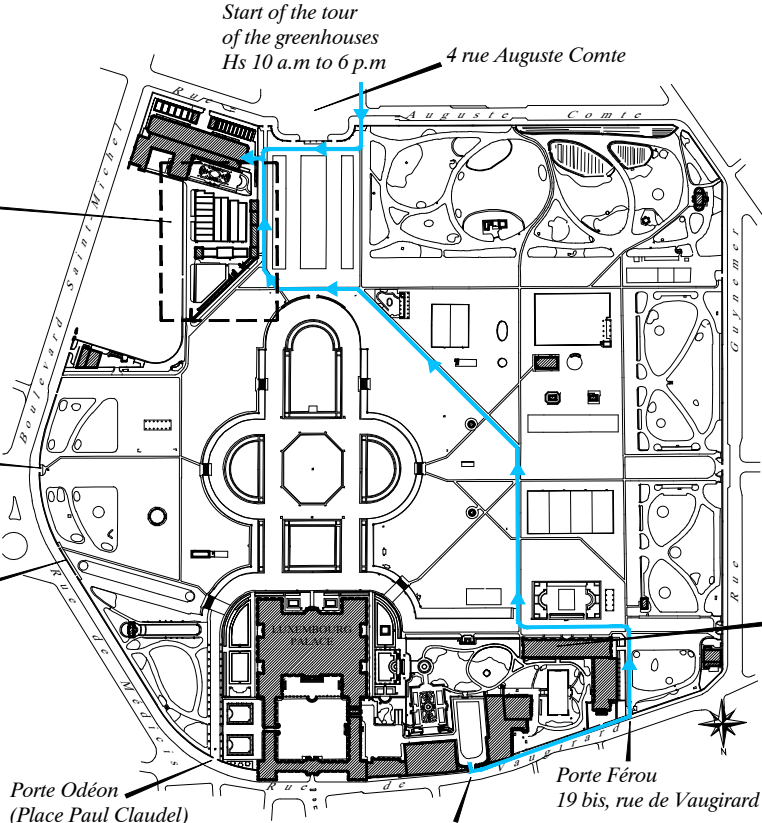 Start of the tour
of the greenhouses
Hs 10 a.m to 6 p.m
4 rue Auguste Comte
Rue Auguste Comte
Boulevard Saint-Michel
Rue Guynemer
LUXEMBOURG
PALACE
Rue de Médicis
Rue de Vaugirard
N
Porte Odéon
(Place Paul Claudel)
Porte Férou
19 bis, rue de Vaugirard